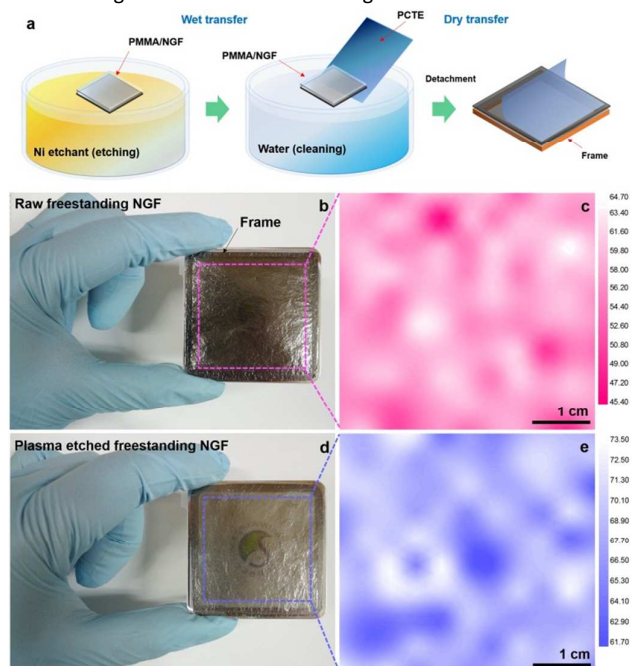 a
Wet transfer
PCTE
Dry transfer
PMMA/NGF
PMMA/NGF
Detachment
Ni etchant (etching)
Water (cleaning)
Frame
Raw freestanding NGF
b
Frame
c
64.70
63.40
61.60
59.80
58.00
56.20
54.40
52.60
50.80
49.00
47.20
45.40
1 cm
Plasma etched freestanding NGF
d
e
73.50
72.50
71.30
70.10
68.90
67.70
66.50
65.30
64.10
62.90
61.70
1 cm